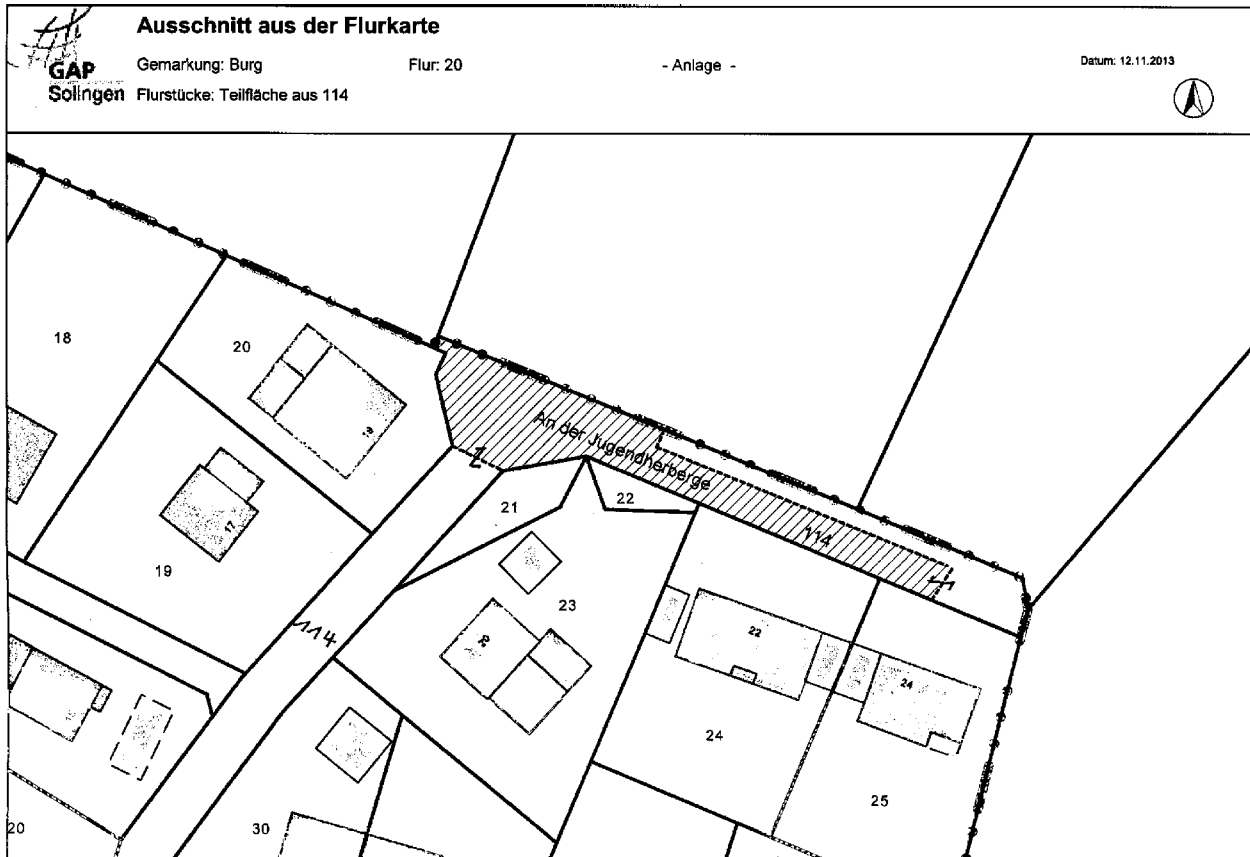 Ausschnitt aus der Flurkarte
GAP
Solingen
Gemarkung: Burg
Flur: 20
- Anlage -
Datum: 12.11.2013
Flurstücke: Teilfläche aus 114
18
20
An der Jugendherberge
17
21
22
114
19
23
114
22
24
24
25
30
20